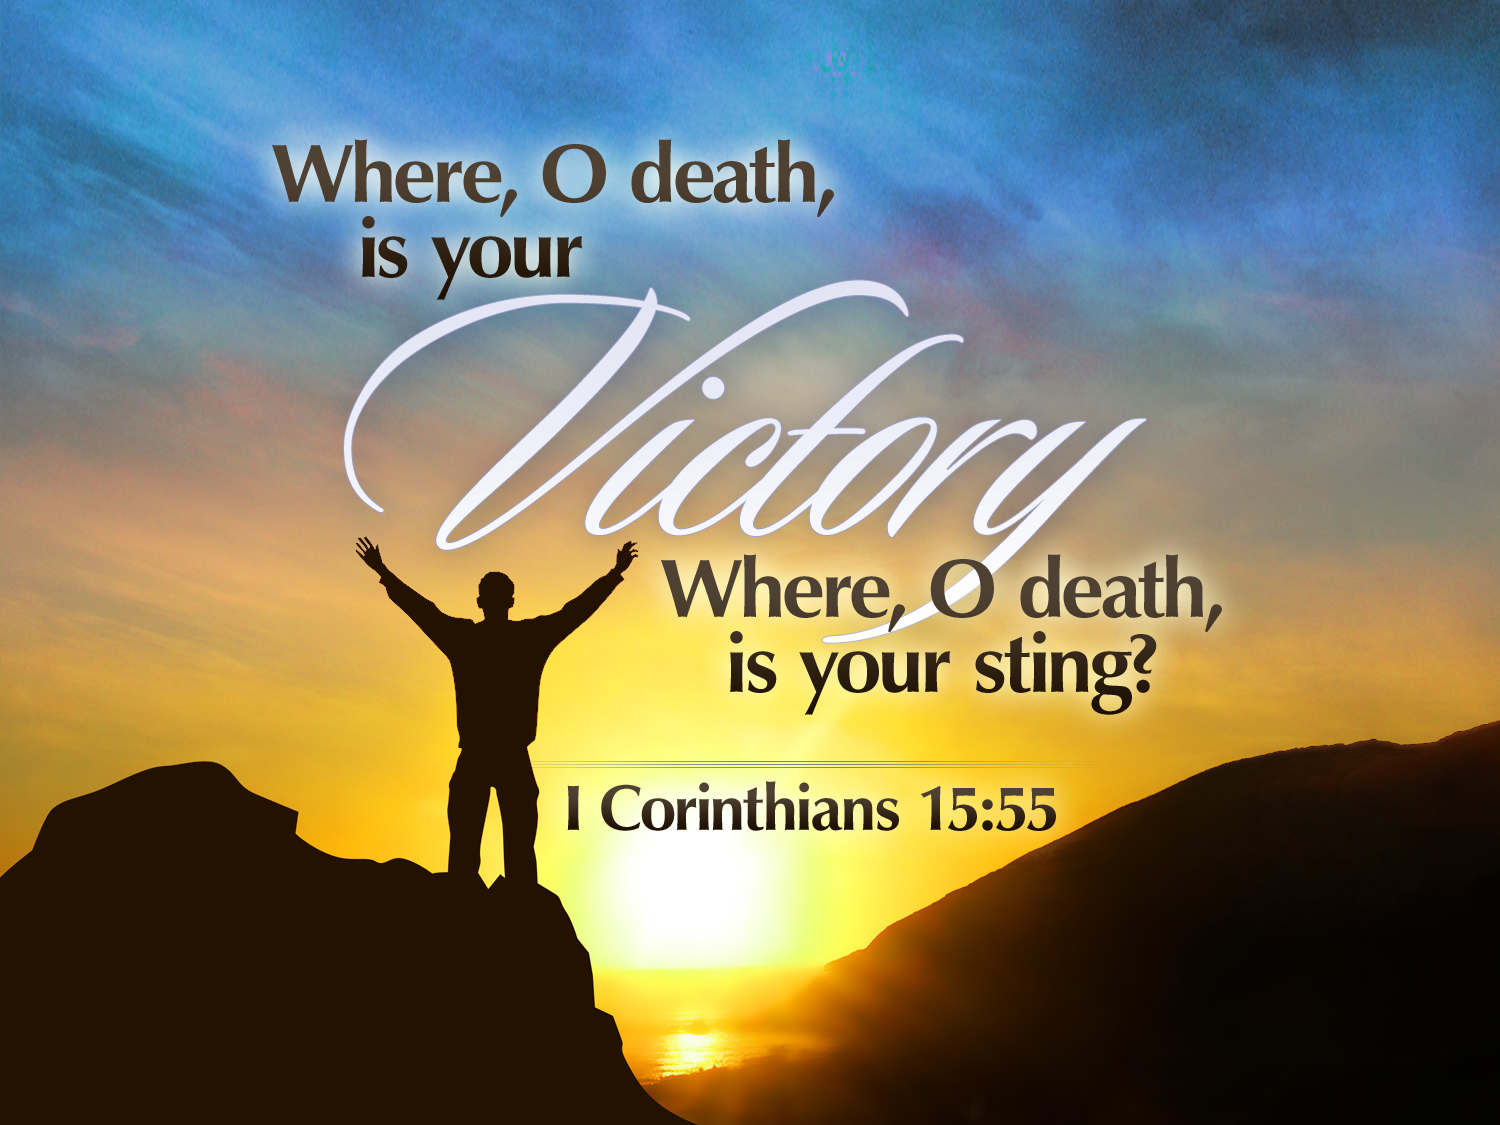 Where, O death,
is your
Victory
Where, O death,
is your sting?
I Corinthians 15:55